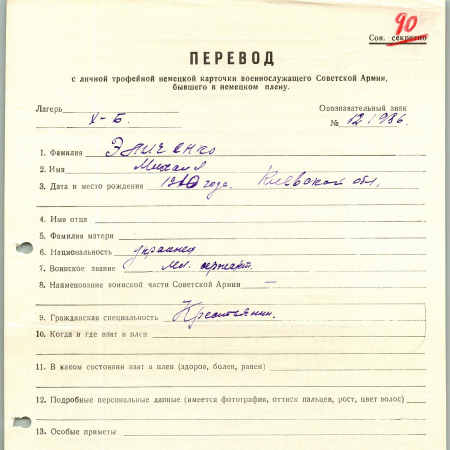 90
Сов. секретно
ПЕРЕВОД
с личной трофейной немецкой карточки военнослужащего Советской Армии,
бывшего в немецком плену.
Лагерь X-Б. Опознавательный знак
№ 121986.
1. Фамилия Эниченко
2. Имя Михаил
3. Дата и место рождения года. Киевской обл.
4. Имя отца
5. Фамилия матери
6. Национальность украинец
7. Воинское звание мл. сержант.
8. Наименование воинской части Советской Армии —
9. Гражданская специальность Крестьянин.
10. Когда и где взят в плен
11. В каком состоянии взят в плен (здоров, болен, ранен)
12. Подробные персональные данные (имеется фотография, оттиск пальцев, рост, цвет волос)
13. Особые приметы